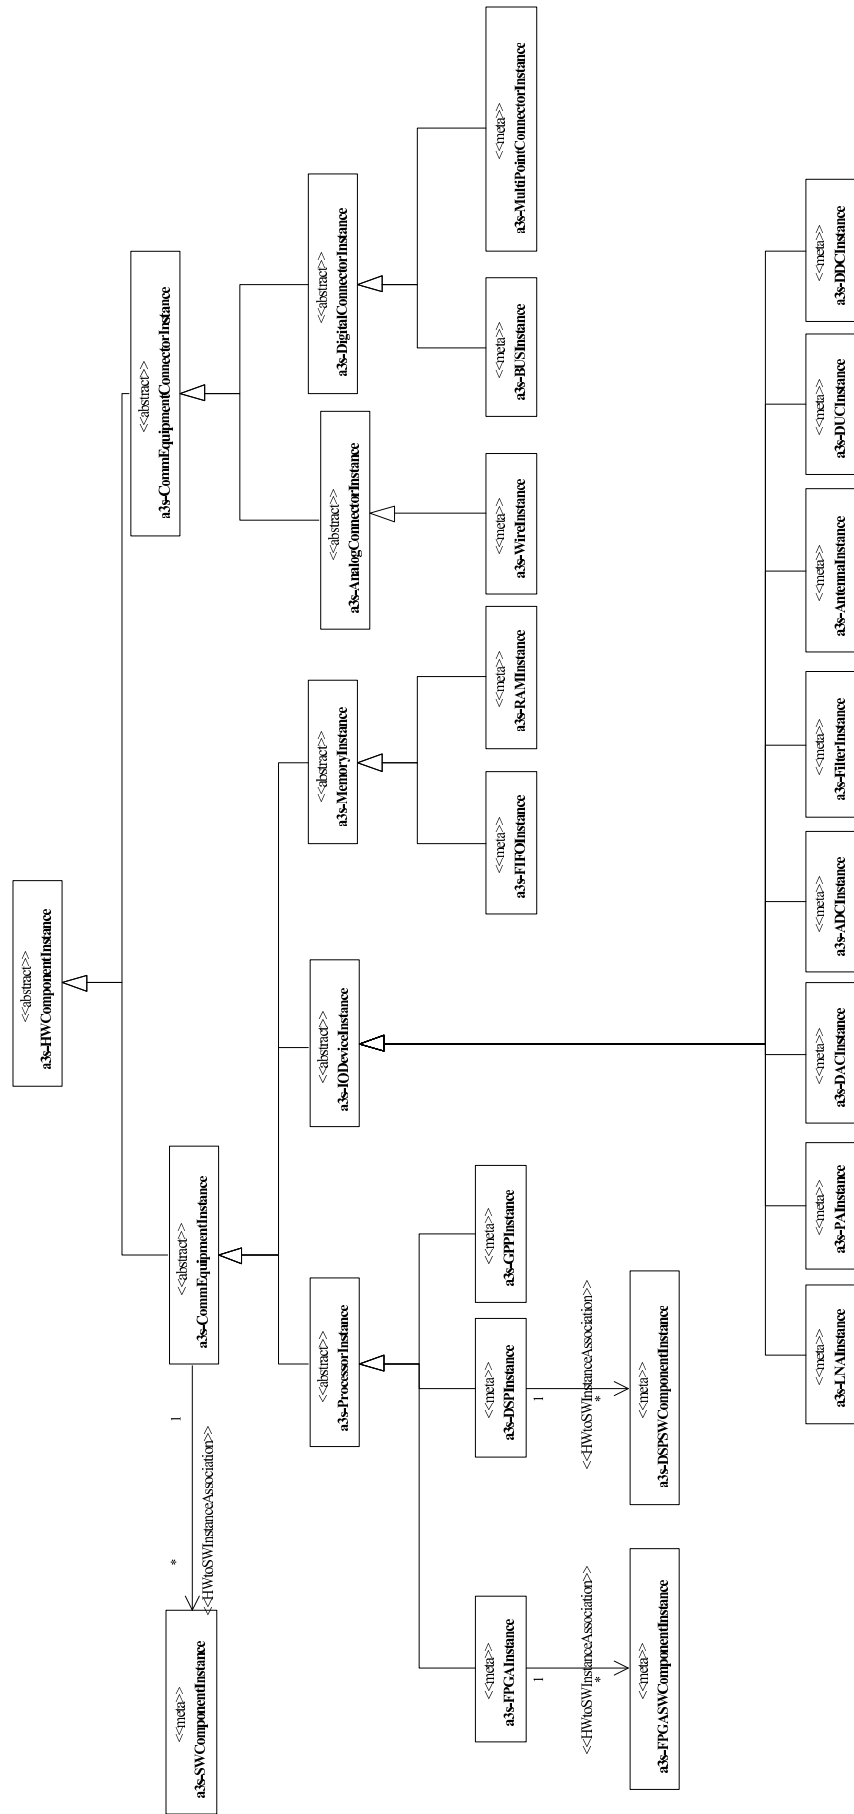 <<abstract>>
a3s-HWComponentInstance
<<meta>>
a3s-SWComponentInstance
*
1
<<HWtoSWInstanceAssociation>>
<<abstract>>
a3s-CommEquipmentInstance
<<abstract>>
a3s-CommEquipmentConnectorInstance
<<abstract>>
a3s-ProcessorInstance
<<abstract>>
a3s-IODeviceInstance
<<abstract>>
a3s-MemoryInstance
<<abstract>>
a3s-AnalogConnectorInstance
<<abstract>>
a3s-DigitalConnectorInstance
<<meta>>
a3s-FPGAInstance
<<meta>>
a3s-DSPInstance
<<meta>>
a3s-GPPInstance
<<meta>>
a3s-FIFOInstance
<<meta>>
a3s-RAMInstance
<<meta>>
a3s-WireInstance
<<meta>>
a3s-BUSInstance
<<meta>>
a3s-MultiPointConnectorInstance
1
<<HWtoSWInstanceAssociation>>
*
1
<<HWtoSWInstanceAssociation>>
*
<<meta>>
a3s-FPGASWComponentInstance
<<meta>>
a3s-DSPSWComponentInstance
<<meta>>
a3s-LNAInstance
<<meta>>
a3s-PAInstance
<<meta>>
a3s-DACInstance
<<meta>>
a3s-ADCInstance
<<meta>>
a3s-FilterInstance
<<meta>>
a3s-AntennaInstance
<<meta>>
a3s-DUCInstance
<<meta>>
a3s-DDCInstance